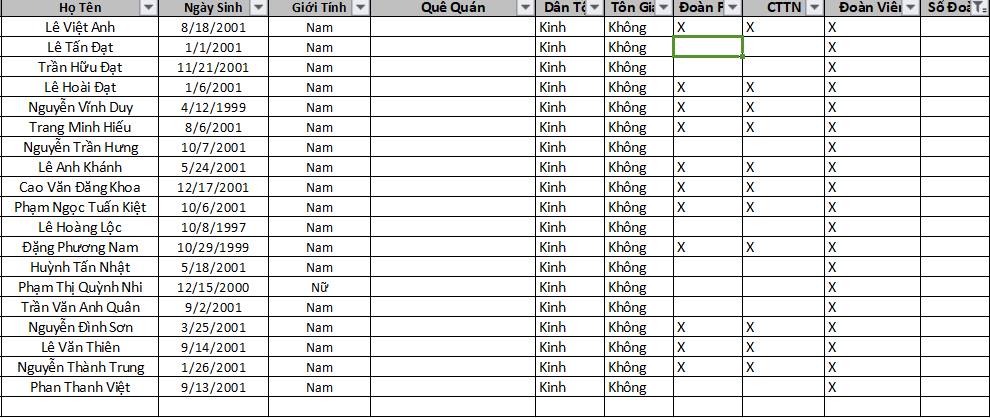 Họ Tên Ngày Sinh Giới Tính Quê Quán Dân Tộ Tôn Gi Đoàn F CTTN Đoàn Viên Số Đoà
Lê Việt Anh 8/18/2001 Nam Kinh Không X X X
Lê Tấn Đạt 1/1/2001 Nam Kinh Không X
Trần Hữu Đạt 11/21/2001 Nam Kinh Không X
Lê Hoài Đạt 1/6/2001 Nam Kinh Không X X X
Nguyễn Vĩnh Duy 4/12/1999 Nam Kinh Không X X X
Trang Minh Hiếu 8/6/2001 Nam Kinh Không X X X
Nguyễn Trần Hưng 10/7/2001 Nam Kinh Không X
Lê Anh Khánh 5/24/2001 Nam Kinh Không X X X
Cao Văn Đăng Khoa 12/17/2001 Nam Kinh Không X X X
Phạm Ngọc Tuấn Kiệt 10/6/2001 Nam Kinh Không X X X
Lê Hoàng Lộc 10/8/1997 Nam Kinh Không X
Đặng Phương Nam 10/29/1999 Nam Kinh Không X X X
Huỳnh Tấn Nhật 5/18/2001 Nam Kinh Không X
Phạm Thị Quỳnh Nhi 12/15/2000 Nữ Kinh Không X
Trần Văn Anh Quân 9/2/2001 Nam Kinh Không X
Nguyễn Đình Sơn 3/25/2001 Nam Kinh Không X X X
Lê Văn Thiên 9/14/2001 Nam Kinh Không X X X
Nguyễn Thành Trung 1/26/2001 Nam Kinh Không X X X
Phan Thanh Việt 9/13/2001 Nam Kinh Không X